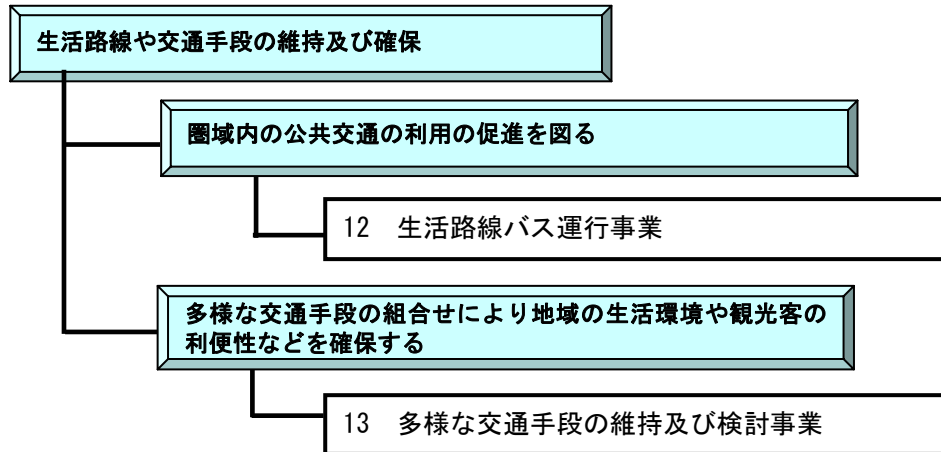 生活路線や交通手段の維持及び確保
圏域内の公共交通の利用の促進を図る
12　生活路線バス運行事業
多様な交通手段の組合せにより地域の生活環境や観光客の
利便性などを確保する
13　多様な交通手段の維持及び検討事業